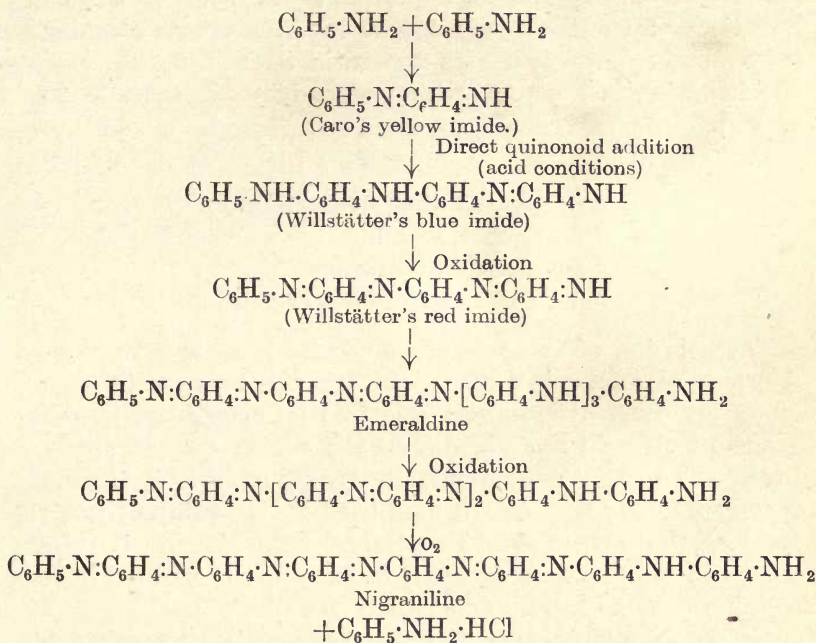 C₆H₅·NH₂+C₆H₅·NH₂
C₆H₅·N:C₆H₄:NH
(Caro's yellow imide.)
Direct quinonoid addition
(acid conditions)
C₆H₅·NH.C₆H₄·NH·C₆H₄·N:C₆H₄·NH
(Willstätter's blue imide)
Oxidation
C₆H₅·N:C₆H₄:N·C₆H₄·N:C₆H₄:NH
(Willstätter's red imide)
C₆H₅·N:C₆H₄:N·C₆H₄·N:C₆H₄:N·[C₆H₄·NH]₃·C₆H₄·NH₂
Emeraldine
Oxidation
C₆H₅·N:C₆H₄:N·[C₆H₄·N:C₆H₄:N]₂·C₆H₄·NH·C₆H₄·NH₂
O₂
C₆H₅·N:C₆H₄:N·C₆H₄·N:C₆H₄:N·C₆H₄·N:C₆H₄:N·C₆H₄·NH·C₆H₄·NH₂
Nigraniline
+C₆H₅·NH₂·HCl